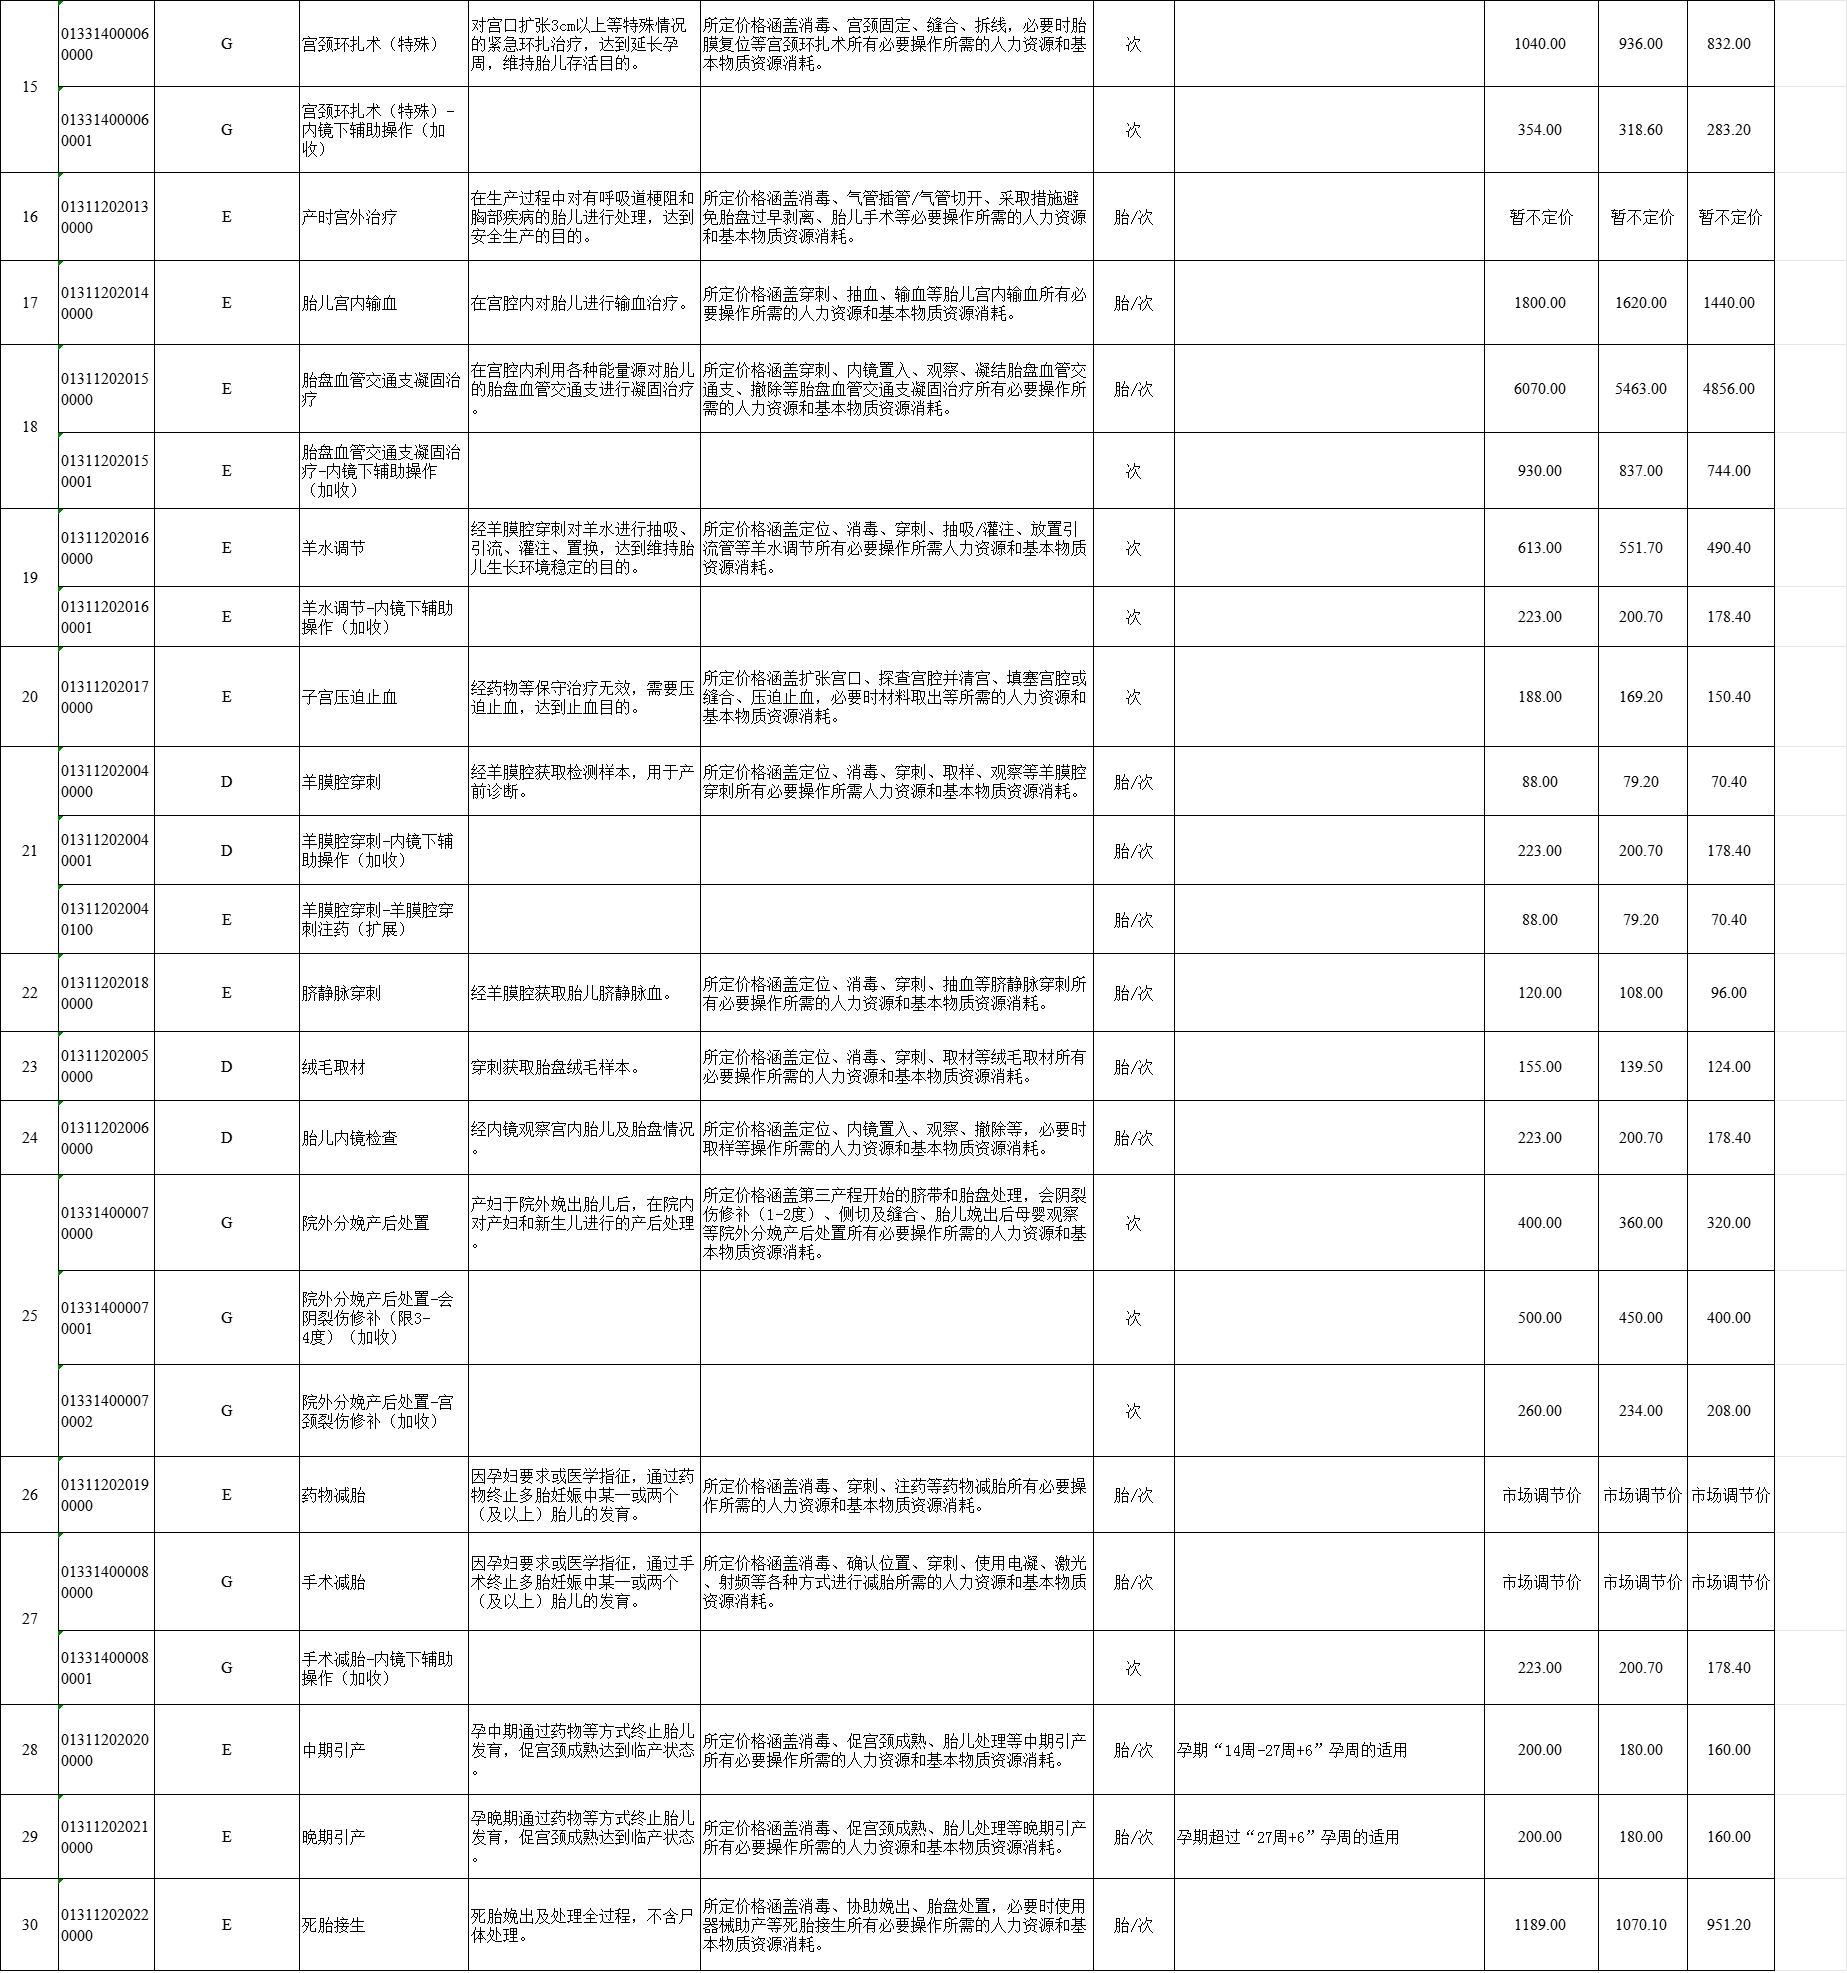 15
01331400006
0000
G
宫颈环扎术（特殊）
对宫口扩张3cm以上等特殊情况
的紧急环扎治疗，达到延长孕
周，维持胎儿存活目的。
所定价格涵盖消毒、宫颈固定、缝合、拆线，必要时胎
膜复位等宫颈环扎术所有必要操作所需的人力资源和基
本物质资源消耗。
次
1040.00
936.00
832.00
01331400006
0001
G
宫颈环扎术（特殊）-
内镜下辅助操作（加
收）
次
354.00
318.60
283.20
16
01311202013
0000
E
产时宫外治疗
在生产过程中对有呼吸道梗阻和
胸部疾病的胎儿进行处理，达到
安全生产的目的。
所定价格涵盖消毒、气管插管/气管切开、采取措施避
免胎盘过早剥离、胎儿手术等必要操作所需的人力资源
和基本物质资源消耗。
胎/次
暂不定价
暂不定价
暂不定价
17
01311202014
0000
E
胎儿宫内输血
在宫腔内对胎儿进行输血治疗。
所定价格涵盖穿刺、抽血、输血等胎儿宫内输血所有必
要操作所需的人力资源和基本物质资源消耗。
胎/次
1800.00
1620.00
1440.00
18
01311202015
0000
E
胎盘血管交通支凝固治
疗
在宫腔内利用各种能量源对胎儿
的胎盘血管交通支进行凝固治疗
。
所定价格涵盖穿刺、内镜置入、观察、凝结胎盘血管交
通支、撤除等胎盘血管交通支凝固治疗所有必要操作所
需的人力资源和基本物质资源消耗。
胎/次
6070.00
5463.00
4856.00
01311202015
0001
E
胎盘血管交通支凝固治
疗-内镜下辅助操作
（加收）
次
930.00
837.00
744.00
19
01311202016
0000
E
羊水调节
经羊膜腔穿刺对羊水进行抽吸、
引流、灌注、置换，达到维持胎
儿生长环境稳定的目的。
所定价格涵盖定位、消毒、穿刺、抽吸/灌注、放置引
流管等羊水调节所有必要操作所需人力资源和基本物质
资源消耗。
次
613.00
551.70
490.40
01311202016
0001
E
羊水调节-内镜下辅助
操作（加收）
次
223.00
200.70
178.40
20
01311202017
0000
E
子宫压迫止血
经药物等保守治疗无效，需要压
迫止血，达到止血目的。
所定价格涵盖扩张宫口、探查宫腔并清宫、填塞宫腔或
缝合、压迫止血，必要时材料取出等所需的人力资源和
基本物质资源消耗。
次
188.00
169.20
150.40
21
01311202004
0000
D
羊膜腔穿刺
经羊膜腔获取检测样本，用于产
前诊断。
所定价格涵盖定位、消毒、穿刺、取样、观察等羊膜腔
穿刺所有必要操作所需人力资源和基本物质资源消耗。
胎/次
88.00
79.20
70.40
01311202004
0001
D
羊膜腔穿刺-内镜下辅
助操作（加收）
胎/次
223.00
200.70
178.40
01311202004
0100
E
羊膜腔穿刺-羊膜腔穿
刺注药（扩展）
胎/次
88.00
79.20
70.40
22
01311202018
0000
E
脐静脉穿刺
经羊膜腔获取胎儿脐静脉血。
所定价格涵盖定位、消毒、穿刺、抽血等脐静脉穿刺所
有必要操作所需的人力资源和基本物质资源消耗。
胎/次
120.00
108.00
96.00
23
01311202005
0000
D
绒毛取材
穿刺获取胎盘绒毛样本。
所定价格涵盖定位、消毒、穿刺、取材等绒毛取材所有
必要操作所需的人力资源和基本物质资源消耗。
胎/次
155.00
139.50
124.00
24
01311202006
0000
D
胎儿内镜检查
经内镜观察宫内胎儿及胎盘情况
。
所定价格涵盖定位、内镜置入、观察、撤除等，必要时
取样等操作所需的人力资源和基本物质资源消耗。
胎/次
223.00
200.70
178.40
25
01331400007
0000
G
院外分娩产后处置
产妇于院外娩出胎儿后，在院内
对产妇和新生儿进行的产后处理
。
所定价格涵盖第三产程开始的脐带和胎盘处理，会阴裂
伤修补（1-2度）、侧切及缝合、胎儿娩出后母婴观察
等院外分娩产后处置所有必要操作所需的人力资源和基
本物质资源消耗。
次
400.00
360.00
320.00
01331400007
0001
G
院外分娩产后处置-会
阴裂伤修补（限3-
4度）（加收）
次
500.00
450.00
400.00
01331400007
0002
G
院外分娩产后处置-宫
颈裂伤修补（加收）
次
260.00
234.00
208.00
26
01311202019
0000
E
药物减胎
因孕妇要求或医学指征，通过药
物终止多胎妊娠中某一或两个
（及以上）胎儿的发育。
所定价格涵盖消毒、穿刺、注药等药物减胎所有必要操
作所需的人力资源和基本物质资源消耗。
胎/次
市场调节价
市场调节价
市场调节价
27
01331400008
0000
G
手术减胎
因孕妇要求或医学指征，通过手
术终止多胎妊娠中某一或两个
（及以上）胎儿的发育。
所定价格涵盖消毒、确认位置、穿刺、使用电凝、激光
、射频等各种方式进行减胎所需的人力资源和基本物质
资源消耗。
胎/次
市场调节价
市场调节价
市场调节价
01331400008
0001
G
手术减胎-内镜下辅助
操作（加收）
次
223.00
200.70
178.40
28
01311202020
0000
E
中期引产
孕中期通过药物等方式终止胎儿
发育，促宫颈成熟达到临产状态
。
所定价格涵盖消毒、促宫颈成熟、胎儿处理等中期引产
所有必要操作所需的人力资源和基本物质资源消耗。
胎/次
孕期“14周-27周+6”孕周的适用
200.00
180.00
160.00
29
01311202021
0000
E
晚期引产
孕晚期通过药物等方式终止胎儿
发育，促宫颈成熟达到临产状态
。
所定价格涵盖消毒、促宫颈成熟、胎儿处理等晚期引产
所有必要操作所需的人力资源和基本物质资源消耗。
胎/次
孕期超过“27周+6”孕周的适用
200.00
180.00
160.00
30
01311202022
0000
E
死胎接生
死胎娩出及处理全过程，不含尸
体处理。
所定价格涵盖消毒、协助娩出、胎盘处置，必要时使用
器械助产等死胎接生所有必要操作所需的人力资源和基
本物质资源消耗。
胎/次
1189.00
1070.10
951.20